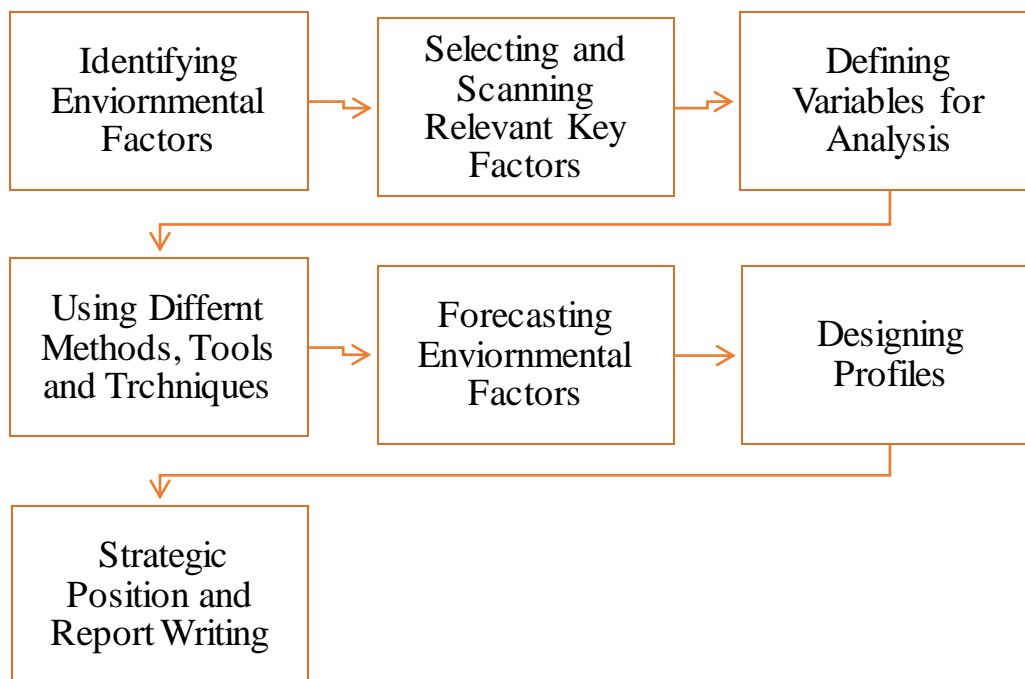 Identifying
Enviornmental
Factors
Selecting and
Scanning
Relevant Key
Factors
Defining
Variables for
Analysis
Using Differnt
Methods, Tools
and Trchniques
Forecasting
Enviornmental
Factors
Designing
Profiles
Strategic
Position and
Report Writing